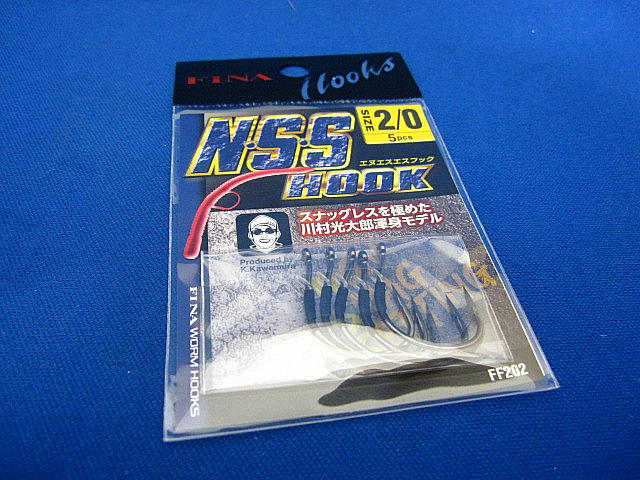 FINA Hooks
SIZE 2/0
5pcs
N・S・S
エヌエスエスフック
HOOK
スナッグレスを極めた
川村光大郎渾身モデル
Produced by
K.Kawamura
FINA WORM HOOKS
FF202